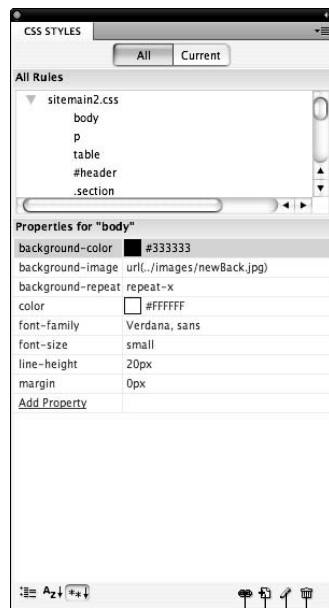 CSS STYLES
All Current
All Rules
sitemain2.css
body
p
table
#header
.section
Properties for "body"
background-color #333333
background-image url(../images/newBack.jpg)
background-repeat repeat-x
color #FFFFFF
font-family Verdana, sans
font-size small
line-height 20px
margin 0px
Add Property
Az↓ **↓